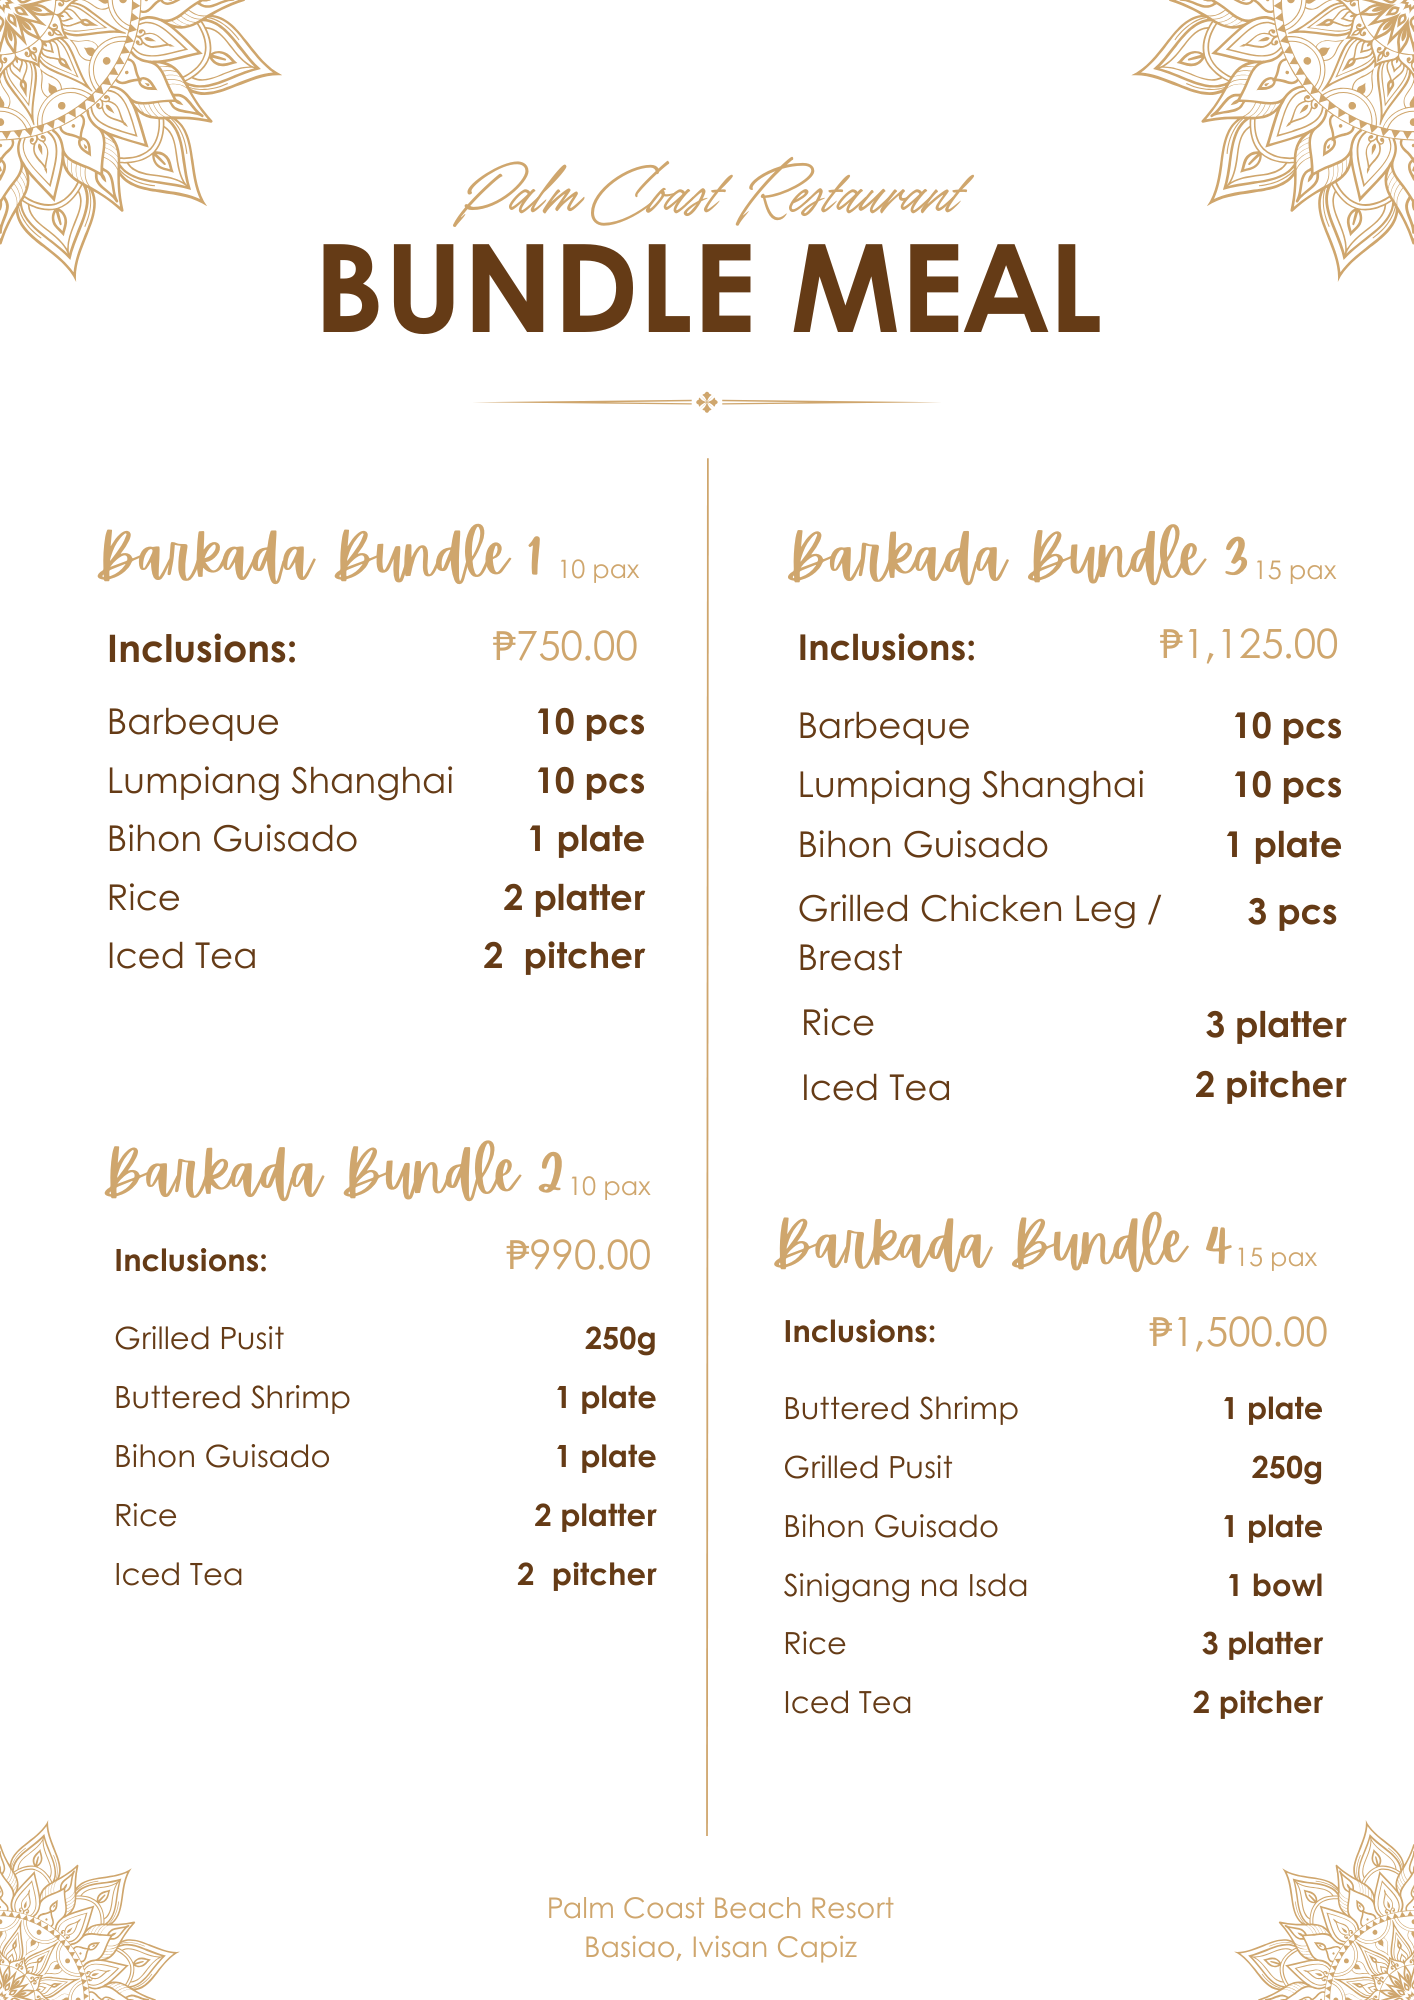 Palm Coast Restaurant
BUNDLE MEAL
Barkada Bundle 1 10 pax
Inclusions: ₱750.00
Barbeque 10 pcs
Lumpiang Shanghai 10 pcs
Bihon Guisado 1 plate
Rice 2 platter
Iced Tea 2 pitcher
Barkada Bundle 2 10 pax
Inclusions: ₱990.00
Grilled Pusit 250g
Buttered Shrimp 1 plate
Bihon Guisado 1 plate
Rice 2 platter
Iced Tea 2 pitcher
Barkada Bundle 3 15 pax
Inclusions: ₱1,125.00
Barbeque 10 pcs
Lumpiang Shanghai 10 pcs
Bihon Guisado 1 plate
Grilled Chicken Leg / 3 pcs
Breast
Rice 3 platter
Iced Tea 2 pitcher
Barkada Bundle 4 15 pax
Inclusions: ₱1,500.00
Buttered Shrimp 1 plate
Grilled Pusit 250g
Bihon Guisado 1 plate
Sinigang na Isda 1 bowl
Rice 3 platter
Iced Tea 2 pitcher
Palm Coast Beach Resort
Basiao, Ivisan Capiz